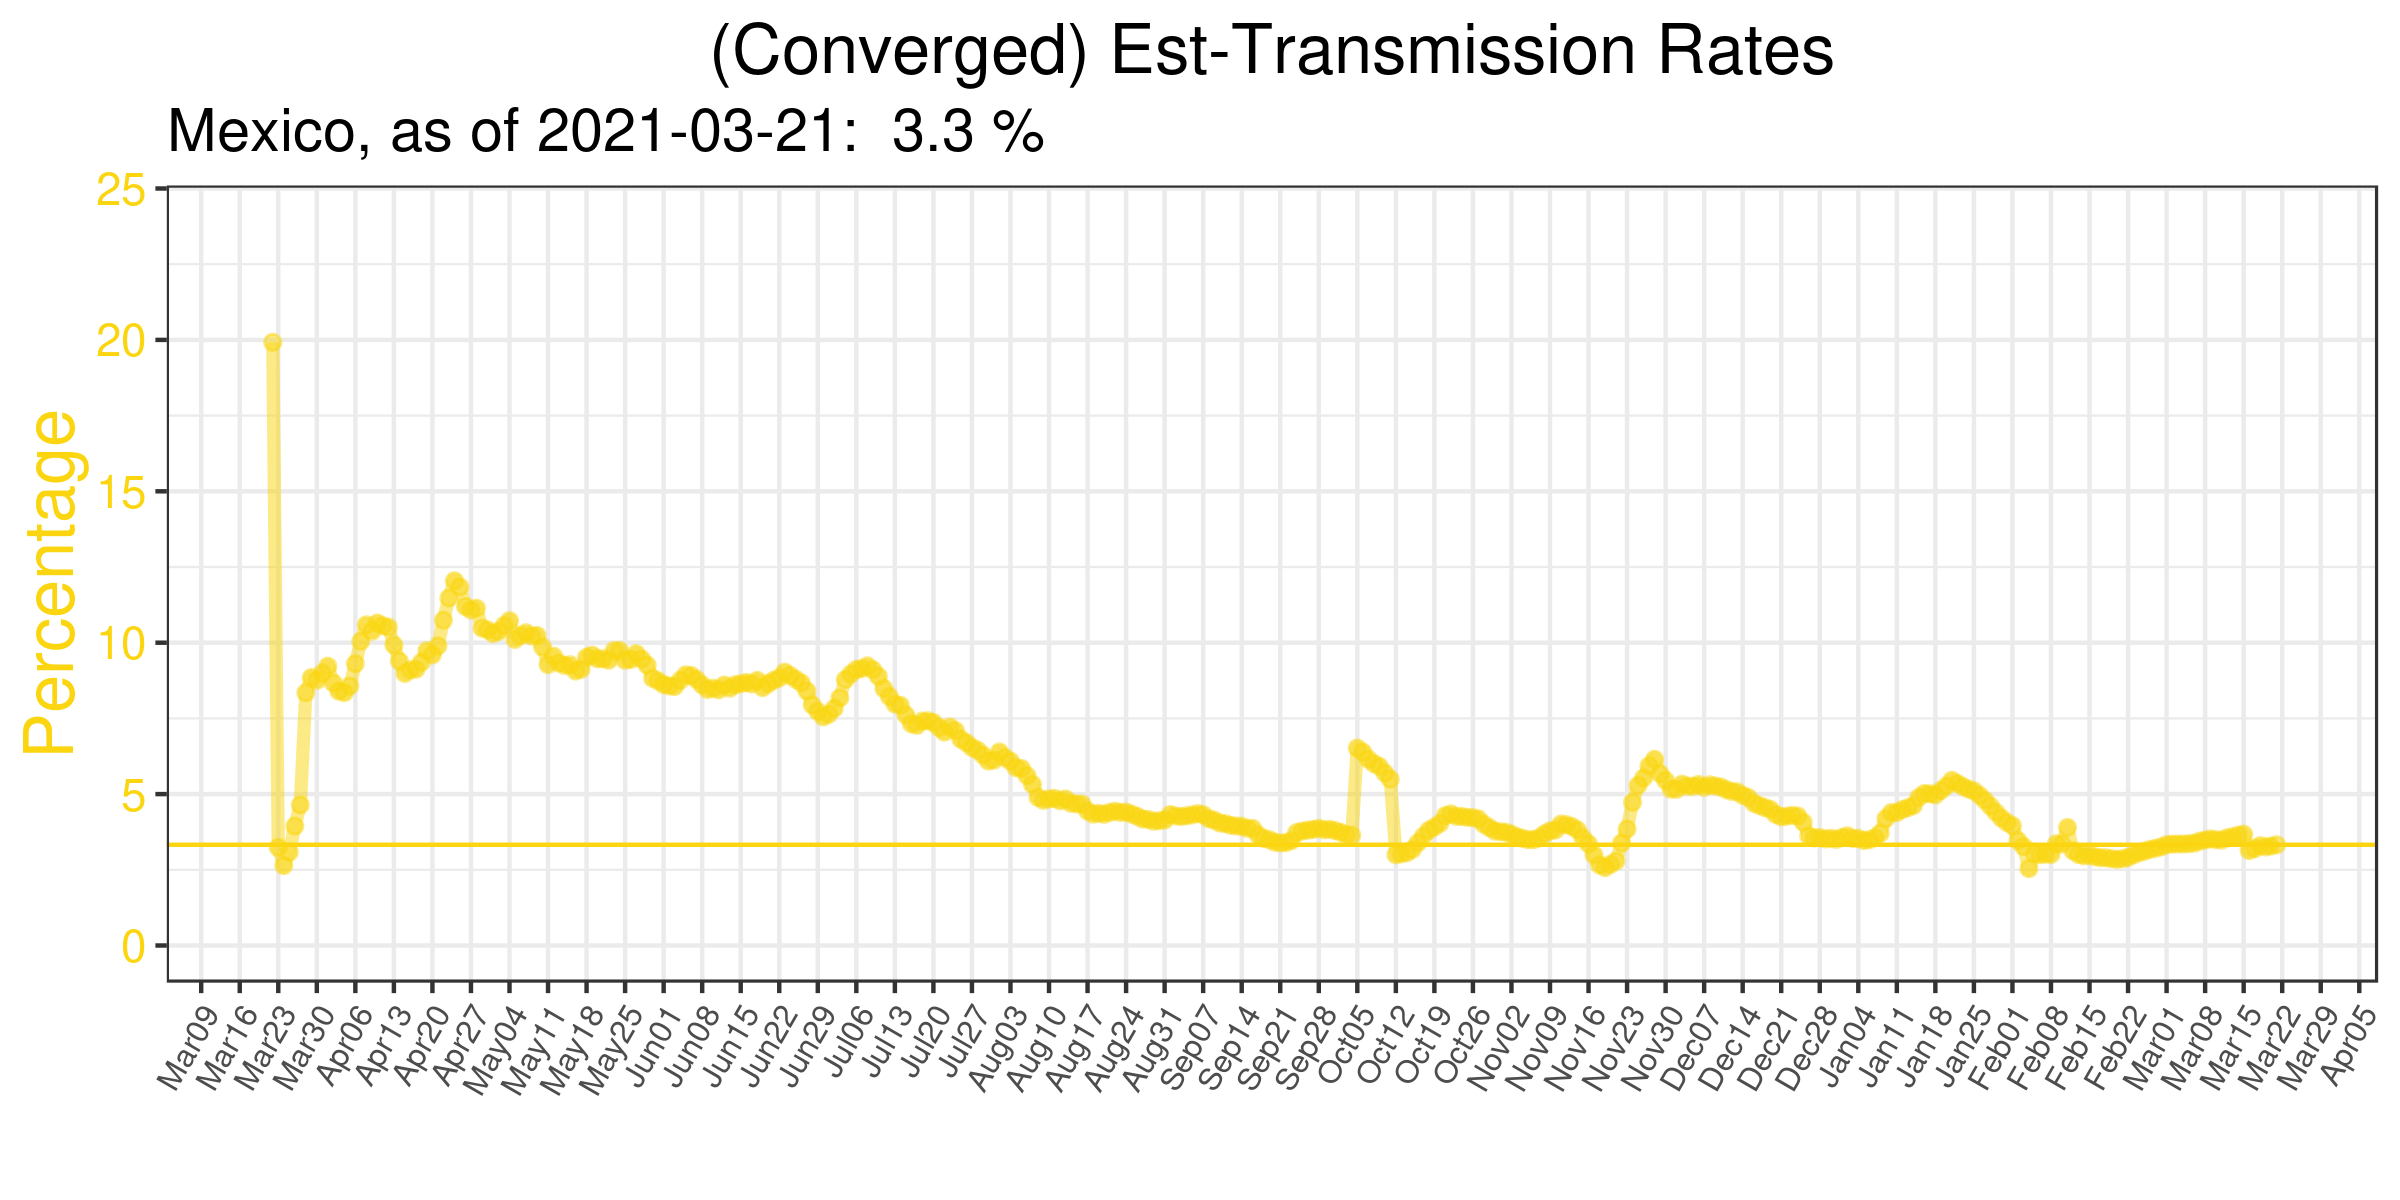 (Converged) Est-Transmission Rates
Mexico, as of 2021-03-21: 3.3 %
Percentage
25
20
15
10
5
0
Mar09
Mar16
Mar23
Mar30
Apr06
Apr13
Apr20
Apr27
May04
May11
May18
May25
Jun01
Jun08
Jun15
Jun22
Jun29
Jul06
Jul13
Jul20
Jul27
Aug03
Aug10
Aug17
Aug24
Aug31
Sep07
Sep14
Sep21
Sep28
Oct05
Oct12
Oct19
Oct26
Nov02
Nov09
Nov16
Nov23
Nov30
Dec07
Dec14
Dec21
Dec28
Jan04
Jan11
Jan18
Jan25
Feb01
Feb08
Feb15
Feb22
Mar01
Mar08
Mar15
Mar22
Mar29
Apr05